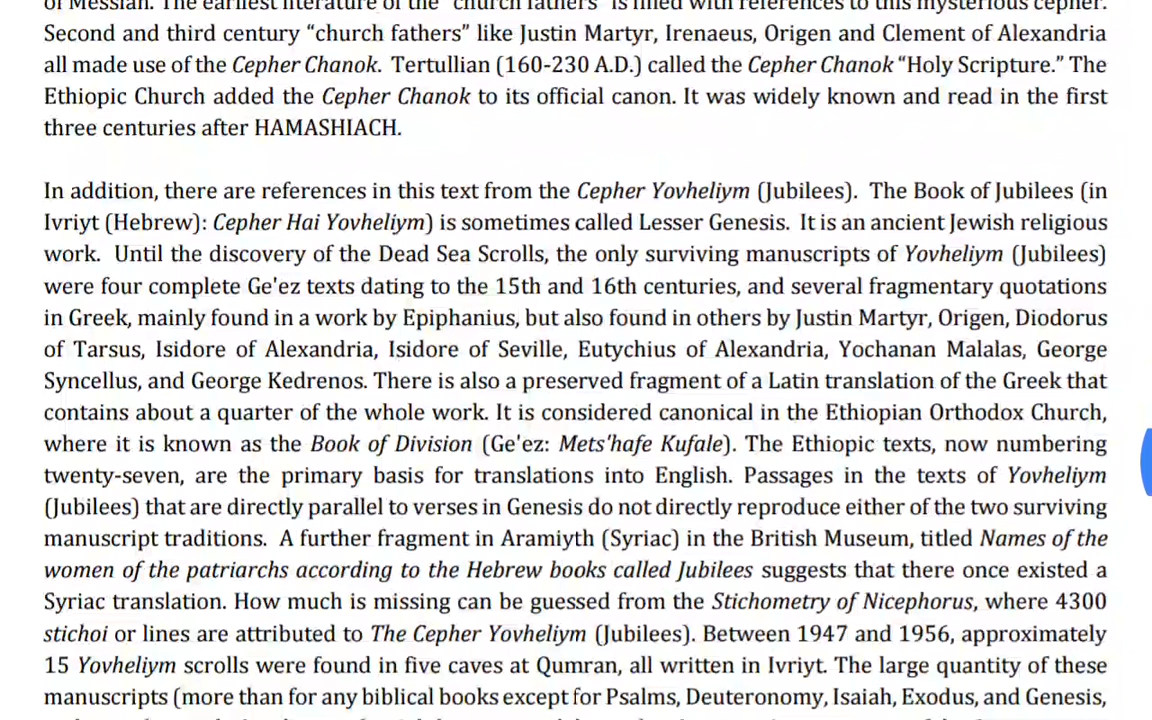 of Messiah. The earliest literature of the "church fathers" is filled with references to this mysterious cepher.
Second and third century “church fathers” like Justin Martyr, Irenaeus, Origen and Clement of Alexandria
all made use of the Cepher Chanok. Tertullian (160-230 A.D.) called the Cepher Chanok “Holy Scripture.” The
Ethiopic Church added the Cepher Chanok to its official canon. It was widely known and read in the first
three centuries after HAMASHIACH.
In addition, there are references in this text from the Cepher Yovheliym (Jubilees). The Book of Jubilees (in
Ivriyt (Hebrew): Cepher Hai Yovheliym) is sometimes called Lesser Genesis. It is an ancient Jewish religious
work. Until the discovery of the Dead Sea Scrolls, the only surviving manuscripts of Yovheliym (Jubilees)
were four complete Ge'ez texts dating to the 15th and 16th centuries, and several fragmentary quotations
in Greek, mainly found in a work by Epiphanius, but also found in others by Justin Martyr, Origen, Diodorus
of Tarsus, Isidore of Alexandria, Isidore of Seville, Eutychius of Alexandria, Yochanan Malalas, George
Syncellus, and George Kedrenos. There is also a preserved fragment of a Latin translation of the Greek that
contains about a quarter of the whole work. It is considered canonical in the Ethiopian Orthodox Church,
where it is known as the Book of Division (Ge'ez: Mets'hafe Kufale). The Ethiopic texts, now numbering
twenty-seven, are the primary basis for translations into English. Passages in the texts of Yovheliym
(Jubilees) that are directly parallel to verses in Genesis do not directly reproduce either of the two surviving
manuscript traditions. A further fragment in Aramiyth (Syriac) in the British Museum, titled Names of the
women of the patriarchs according to the Hebrew books called Jubilees suggests that there once existed a
Syriac translation. How much is missing can be guessed from the Stichometry of Nicephorus, where 4300
stichoi or lines are attributed to The Cepher Yovheliym (Jubilees). Between 1947 and 1956, approximately
15 Yovheliym scrolls were found in five caves at Qumran, all written in Ivriyt. The large quantity of these
manuscripts (more than for any biblical books except for Psalms, Deuteronomy, Isaiah, Exodus, and Genesis,